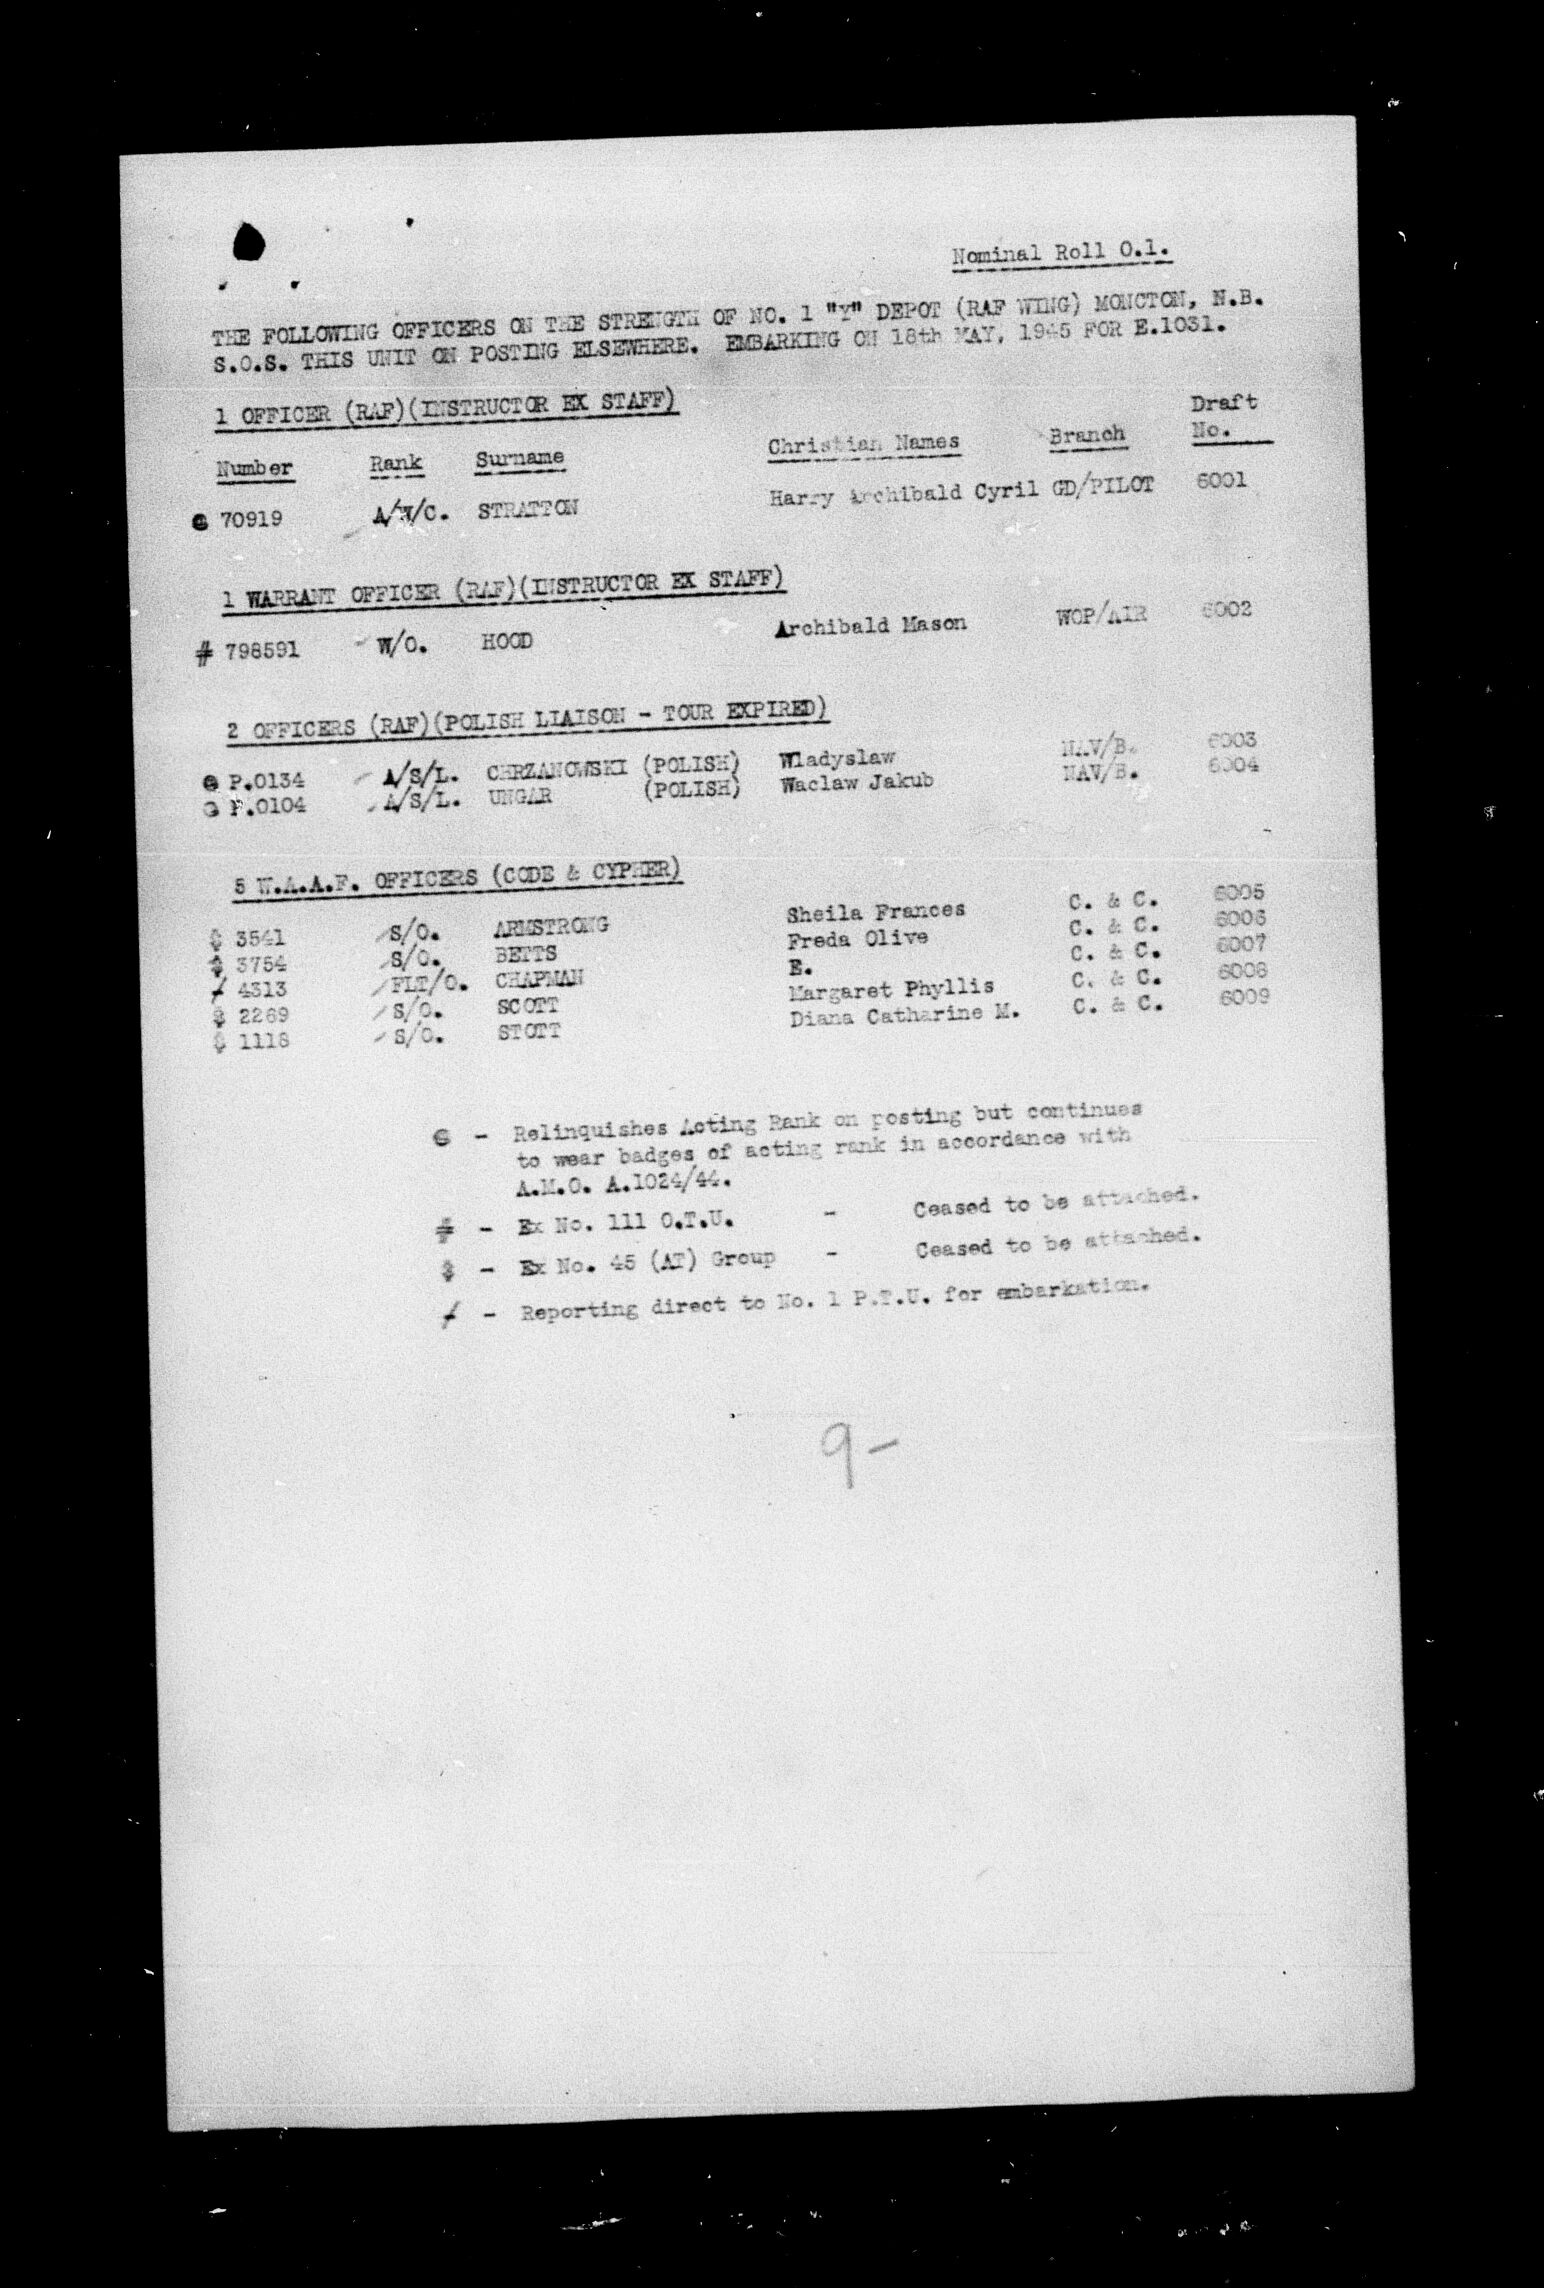 Nominal Roll O.1.
THE FOLLOWING OFFICERS ON THE STRENGTH OF NO. 1 "Y" DEPOT (RAF WING) MONCTON, N.B.
S.O.S. THIS UNIT ON POSTING ELSEWHERE. EMBARKING ON 18th MAY, 1945 FOR E.1031.
1 OFFICER (RAF)(INSTRUCTOR EX STAFF)
Number Rank Surname Christian Names Branch Draft No.
@ 70919 A/W/C. STRATTON Harry Archibald Cyril GD/PILOT 6001
1 WARRANT OFFICER (RAF)(INSTRUCTOR EX STAFF)
# 798591 W/O. HOOD Archibald Mason WOP/AIR 6002
2 OFFICERS (RAF)(POLISH LIAISON - TOUR EXPIRED)
@ P.0134 A/S/L. CHRZANOWSKI (POLISH) Wladyslaw NAV/B. 6003
@ P.0104 A/S/L. UNGAR (POLISH) Waclaw Jakub NAV/B. 6004
5 W.A.A.F. OFFICERS (CODE & CYPHER)
$ 3541 S/O. ARMSTRONG Sheila Frances C. & C. 6005
$ 3754 S/O. BETTS Freda Olive C. & C. 6006
/ 4313 FLT/O. CHAPMAN E. C. & C. 6007
$ 2269 S/O. SCOTT Margaret Phyllis C. & C. 6008
$ 1118 S/O. STOTT Diana Catharine M. C. & C. 6009
@ - Relinquishes Acting Rank on posting but continues
to wear badges of acting rank in accordance with
A.M.O. A.1024/44.
# - Ex No. 111 O.T.U. - Ceased to be attached.
$ - Ex No. 45 (AT) Group - Ceased to be attached.
/ - Reporting direct to No. 1 P.T.U. for embarkation.
9-